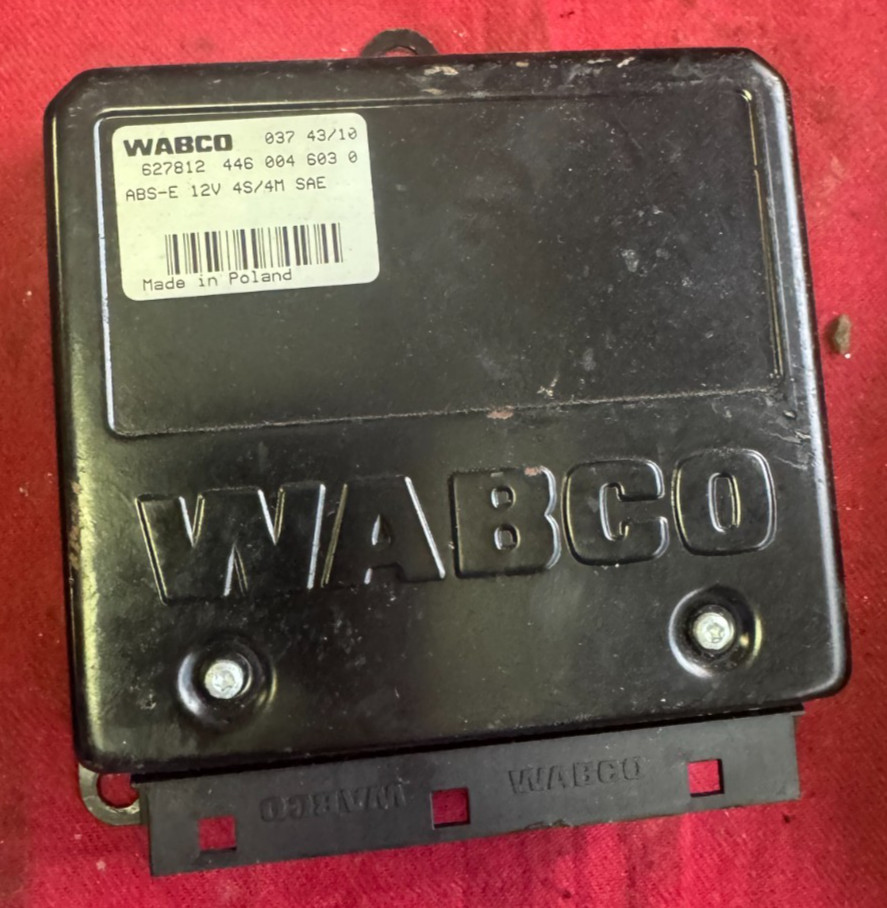 WABCO 037 43/10
627812 446 004 603 0
ABS-E 12V 4S/4M SAE
Made in Poland
WABCO
WABCO WABCO